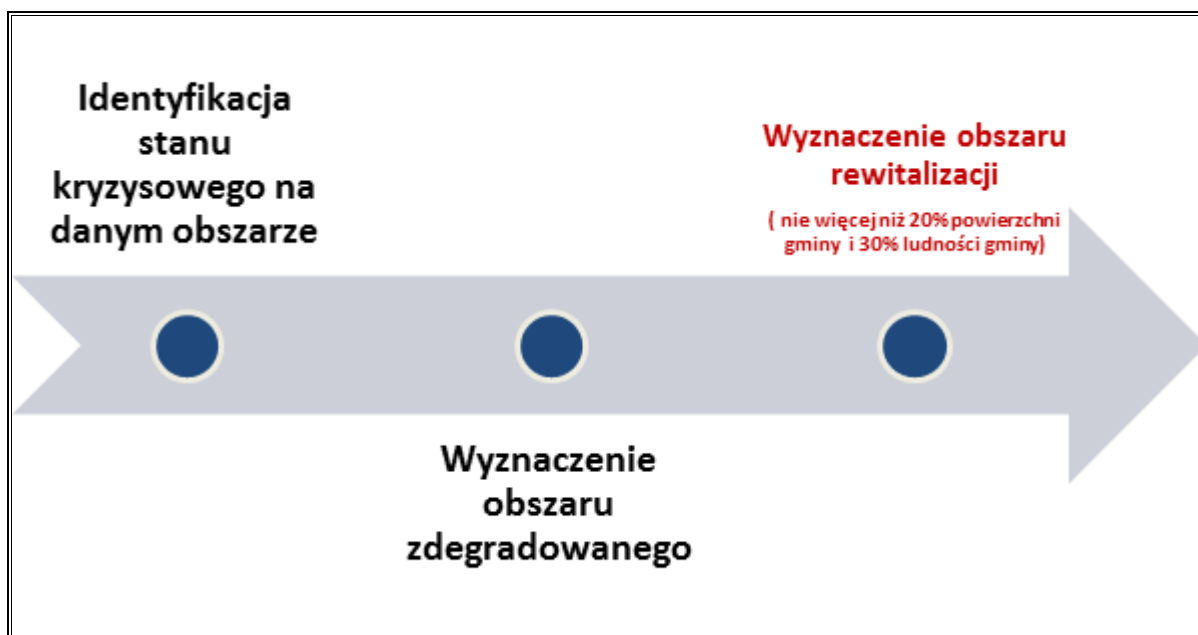 Identyfikacja
stanu
kryzysowego na
danym obszarze
Wyznaczenie
obszaru
zdegradowanego
Wyznaczenie obszaru
rewitalizacji
( nie więcej niż 20% powierzchni
gminy i 30% ludności gminy)